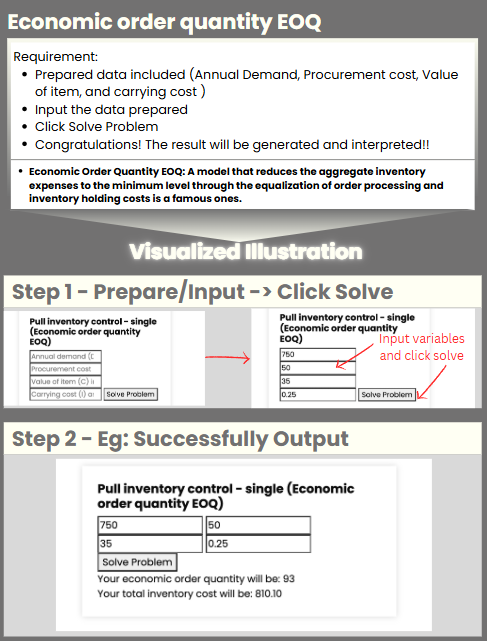 Economic order quantity EOQ
Requirement:
• Prepared data included (Annual Demand, Procurement cost, Value
of item, and carrying cost )
• Input the data prepared
• Click Solve Problem
• Congratulations! The result will be generated and interpreted!!
• Economic Order Quantity EOQ: A model that reduces the aggregate inventory
expenses to the minimum level through the equalization of order processing and
inventory holding costs is a famous ones.
Visualized Illustration
Step 1 - Prepare/Input -> Click Solve
Pull inventory control - single
(Economic order quantity
EOQ)
Annual demand (D
Procurement cost
Value of Item (C) i
Carrying cost (I) a
Solve Problem
Pull inventory control - single
(Economic order quantity
EOQ)
750
50
35
0.25
Solve Problem
Input variables
and click solve
Step 2 - Eg: Successfully Output
Pull inventory control - single (Economic
order quantity EOQ)
750 50
35 0.25
Solve Problem
Your economic order quantity will be: 93
Your total inventory cost will be: 810.10